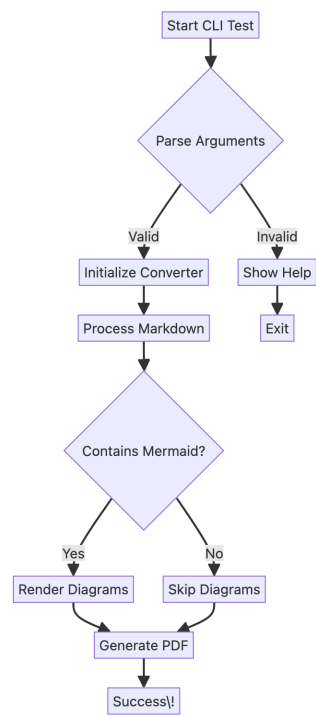 Start CLI Test
Parse Arguments
Valid
Invalid
Initialize Converter
Show Help
Process Markdown
Exit
Contains Mermaid?
Yes
No
Render Diagrams
Skip Diagrams
Generate PDF
Success\!